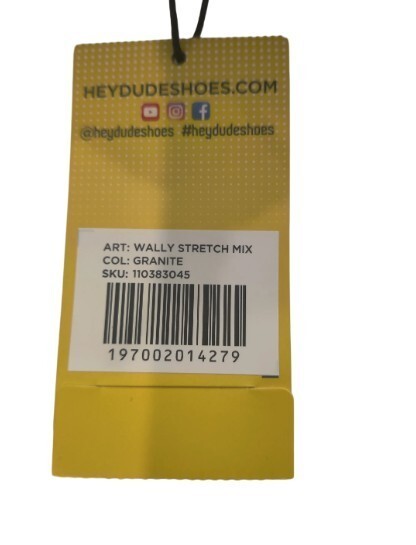 HEYDUDESHOES.COM
@heydudeshoes #heydudeshoes
ART: WALLY STRETCH MIX
COL: GRANITE
SKU: 110383045
197002014279